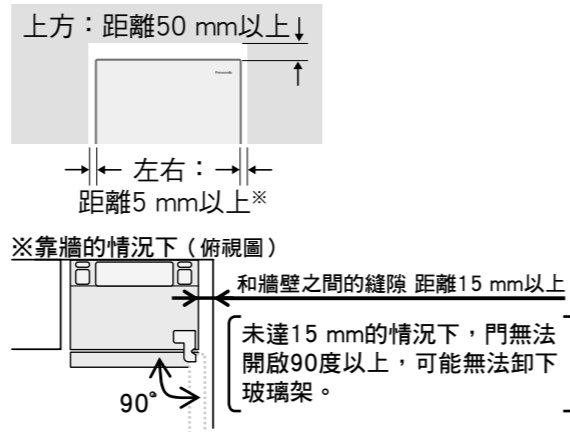 上方：距離50 mm以上
Panasonic
左右：
距離5 mm以上※
※靠牆的情況下（俯視圖）
和牆壁之間的縫隙 距離15 mm以上
未達15 mm的情況下，門無法
開啟90度以上，可能無法卸下
玻璃架。
90°